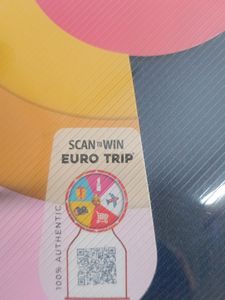 SCAN TO WIN
EURO TRIP
100% AUTHENTIC